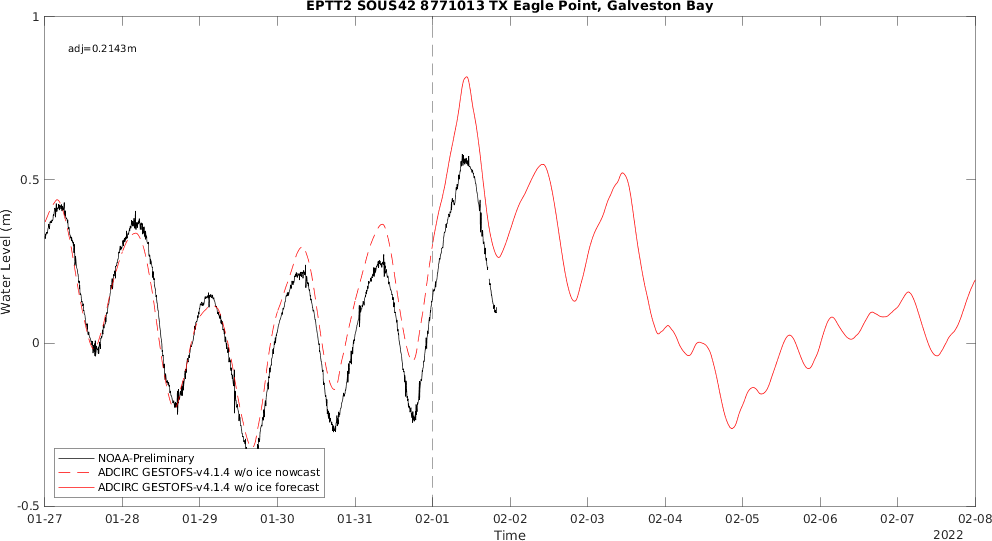 EPTT2 SOUS42 8771013 TX Eagle Point, Galveston Bay
1
adj=0.2143m
0.5
Water Level (m)
0
NOAA-Preliminary
ADCIRC GESTOFS-v4.1.4 w/o ice nowcast
ADCIRC GESTOFS-v4.1.4 w/o ice forecast
-0.5
01-27 01-28 01-29 01-30 01-31 02-01 02-02 02-03 02-04 02-05 02-06 02-07 02-08
Time
2022